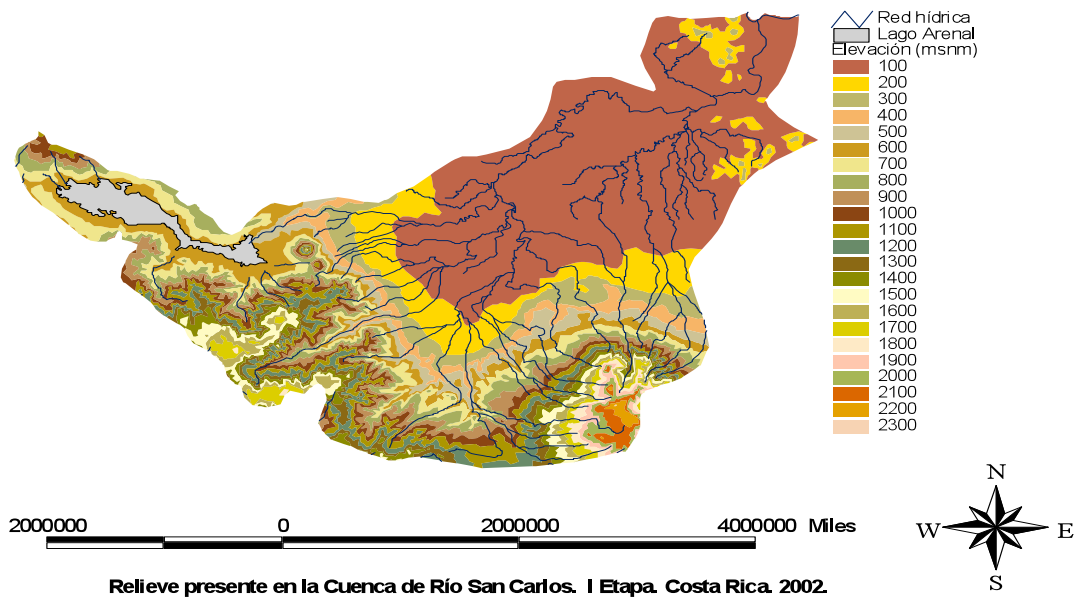 Red hídrica
Lago Arenal
Elevación (msnm)
100
200
300
400
500
600
700
800
900
1000
1100
1200
1300
1400
1500
1600
1700
1800
1900
2000
2100
2200
2300
N
W E
S
2000000 0 2000000 4000000 Miles
Relieve presente en la Cuenca de Río San Carlos. I Etapa. Costa Rica. 2002.